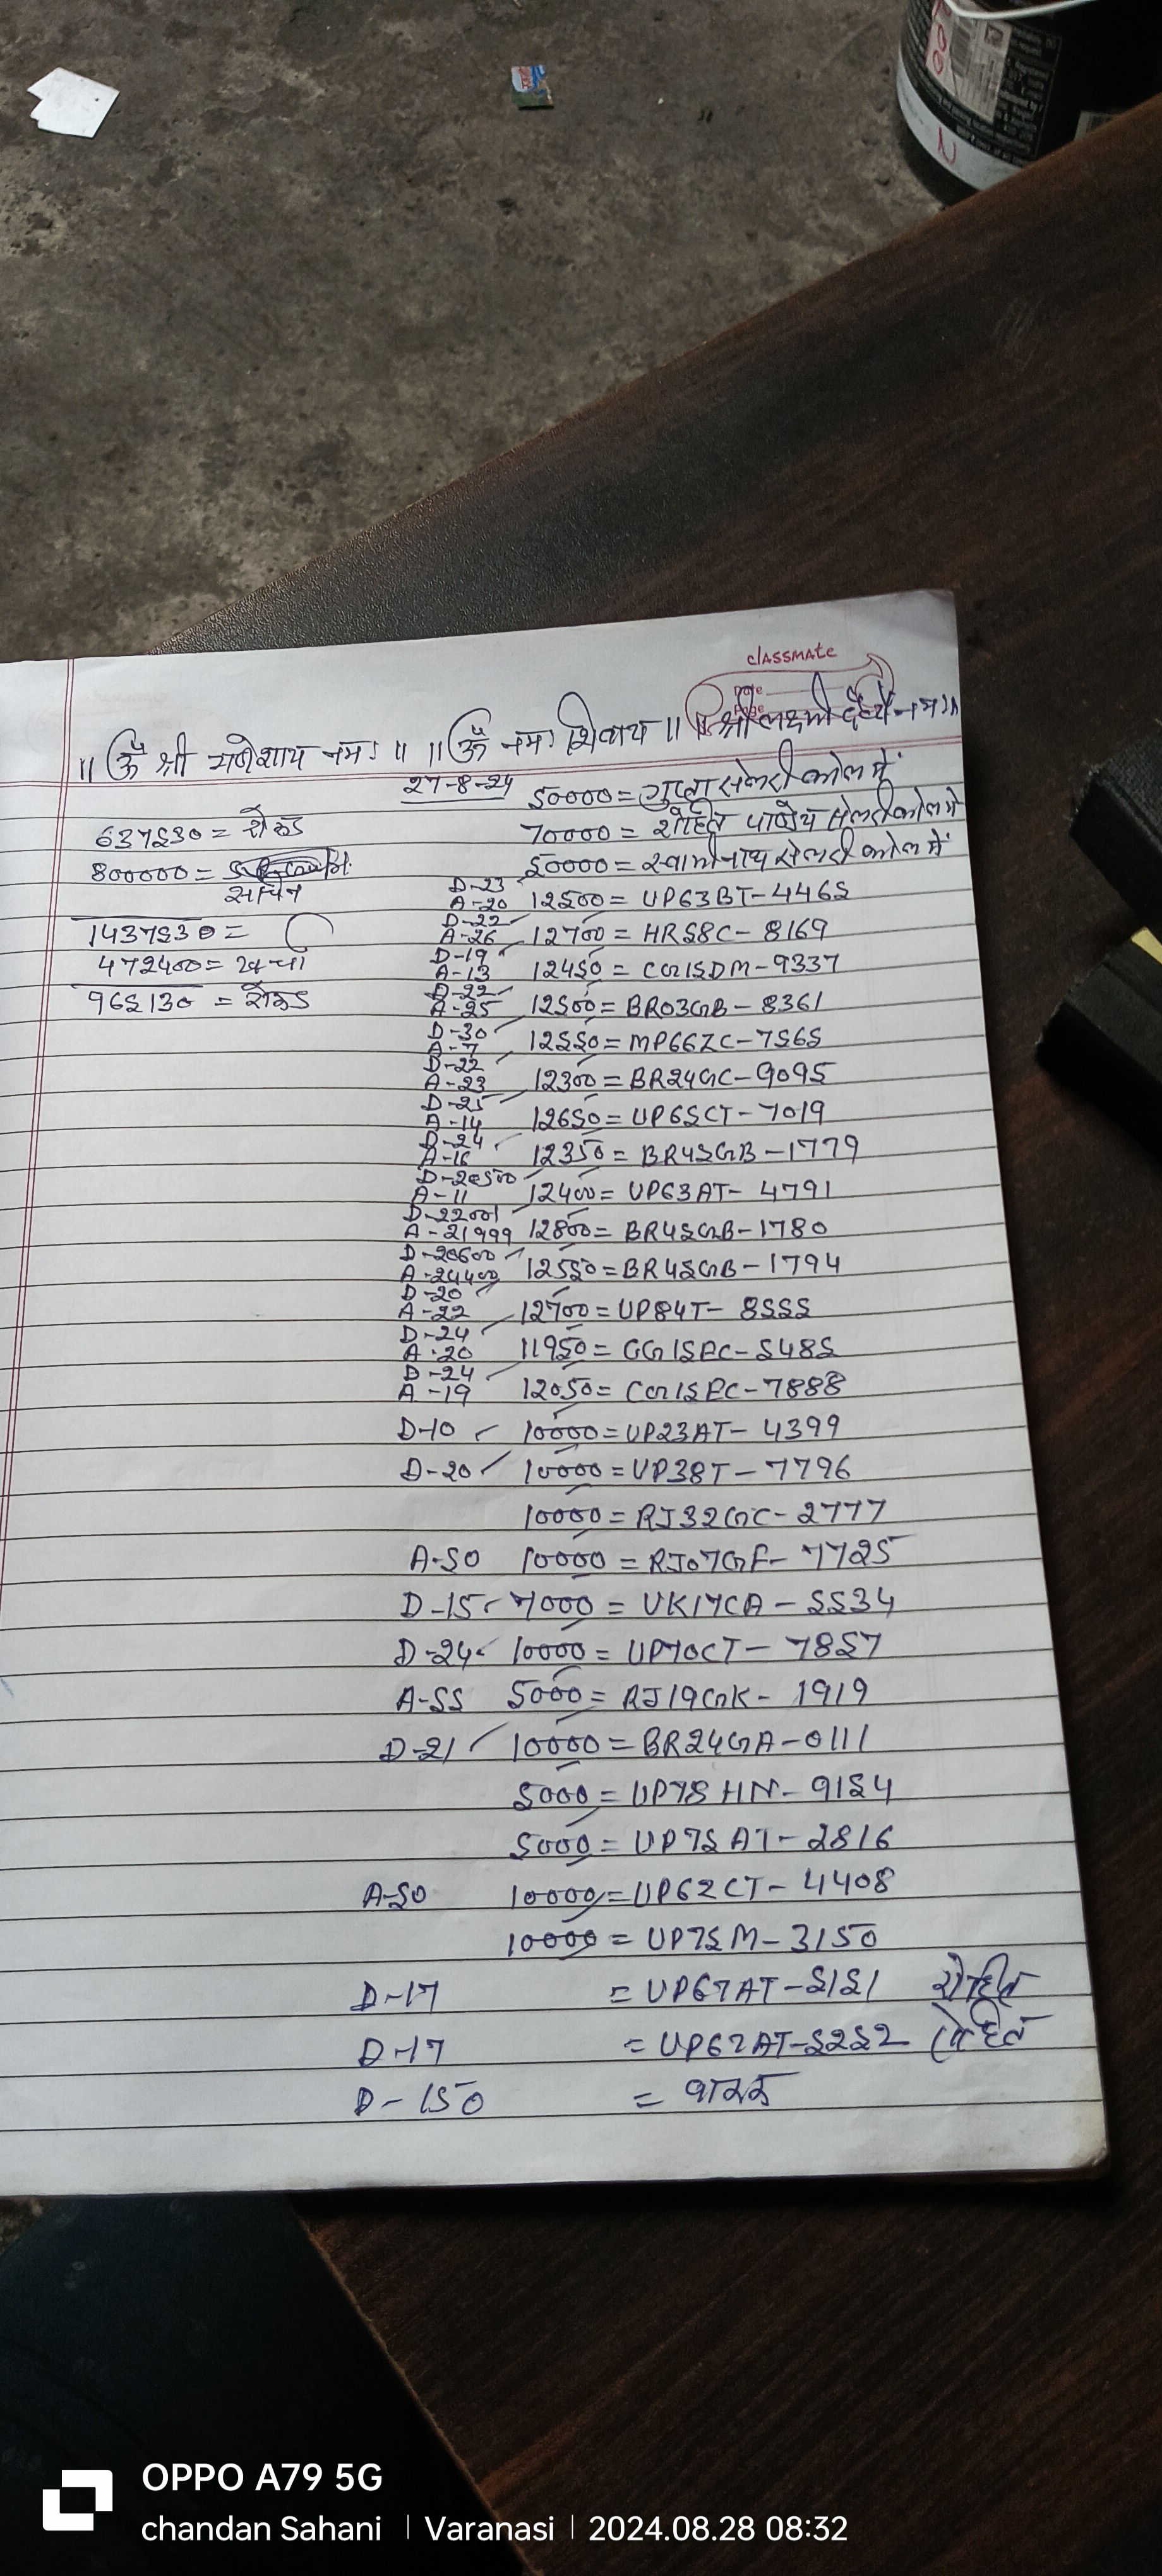 classmate
Date
Page
॥ ॐ श्री गणेशाय नमः ॥ ॥ ॐ नमः शिवाय ॥ ॥ श्री लक्ष्मी देव्यै नमः॥
27-8-24
637530 = रोकड़
800000 =
सचिन
1437530 =
472400 = खर्चा
965130 = रोकड़
50000 = गुप्ता सेलरी कोल में
70000 = रोहित पाण्डेय सेलरी कोल में
50000 = स्वामीनाथ सेलरी कोल में
D-23
A-20 12500 = UP63BT-4465
D-22
A-26 12700 = HR58C-8169
D-19
A-13 12450 = CG15DM-9337
D-22
A-25 12500 = BR03GB-8361
D-30
A-7 12550 = MP66ZC-7565
D-22
A-23 12300 = BR24GC-9095
D-25
A-14 12650 = UP65CT-7019
D-24
A-16 12350 = BR45GB-1779
D-20500
A-11 12400 = UP63AT-4791
D-22001
A-21999 12800 = BR45GB-1780
D-20600
A-24400 12550 = BR45GB-1794
D-20
A-22 12700 = UP84T-8555
D-24
A-20 11950 = CG15EC-5485
D-24
A-19 12050 = CG15EC-7888
D-10 10000 = UP23AT-4399
D-20 10000 = UP38T-7796
10000 = RJ32GC-2777
A-50 10000 = RJ07GF-7725
D-15 7000 = UK17CA-5534
D-24 10000 = UP70CT-7857
A-55 5000 = RJ19GK-1919
D-21 10000 = BR24GA-0111
5000 = UP78HN-9154
5000 = UP75AT-2816
A-50 10000 = UP62CT-4408
10000 = UP75M-3150
D-17 = UP67AT-5151 रोहित
D-17 = UP67AT-5252 रोहित
D-150 =
OPPO A79 5G
chandan Sahani | Varanasi | 2024.08.28 08:32